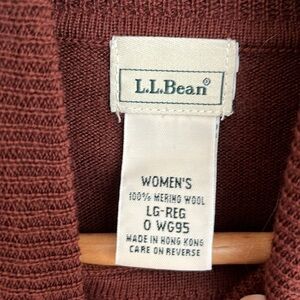 L.L.Bean®
WOMEN'S
100% MERINO WOOL
LG-REG
0 WG95
MADE IN HONG KONG
CARE ON REVERSE